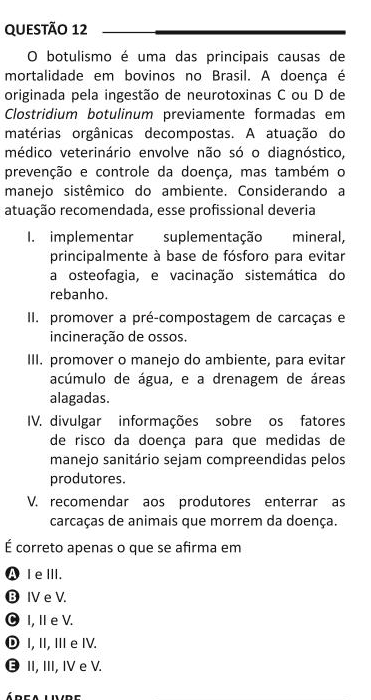 QUESTÃO 12
O botulismo é uma das principais causas de
mortalidade em bovinos no Brasil. A doença é
originada pela ingestão de neurotoxinas C ou D de
Clostridium botulinum previamente formadas em
matérias orgânicas decompostas. A atuação do
médico veterinário envolve não só o diagnóstico,
prevenção e controle da doença, mas também o
manejo sistêmico do ambiente. Considerando a
atuação recomendada, esse profissional deveria
I. implementar suplementação mineral,
principalmente à base de fósforo para evitar
a osteofagia, e vacinação sistemática do
rebanho.
II. promover a pré-compostagem de carcaças e
incineração de ossos.
III. promover o manejo do ambiente, para evitar
acúmulo de água, e a drenagem de áreas
alagadas.
IV. divulgar informações sobre os fatores
de risco da doença para que medidas de
manejo sanitário sejam compreendidas pelos
produtores.
V. recomendar aos produtores enterrar as
carcaças de animais que morrem da doença.
É correto apenas o que se afirma em
A I e III.
B IV e V.
C I, II e V.
D I, II, III e IV.
E II, III, IV e V.
ÁREA LIVRE